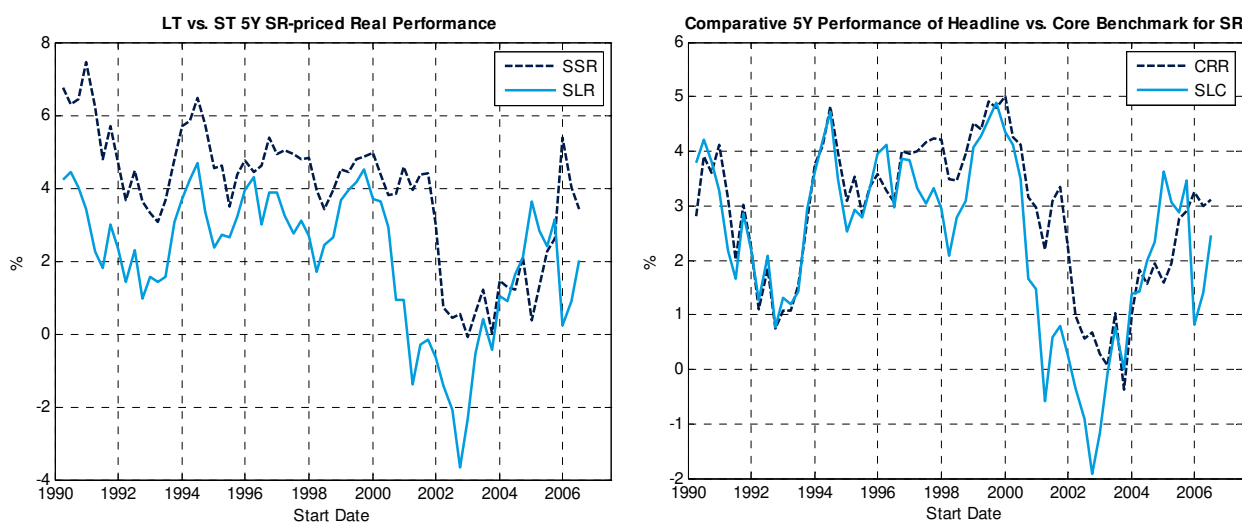 LT vs. ST 5Y SR-priced Real Performance
8
6
4
2
0
-2
-4
%
1990 1992 1994 1996 1998 2000 2002 2004 2006
Start Date
SSR
SLR
Comparative 5Y Performance of Headline vs. Core Benchmark for SR
6
5
4
3
2
1
0
-1
-2
%
1990 1992 1994 1996 1998 2000 2002 2004 2006
Start Date
CRR
SLC